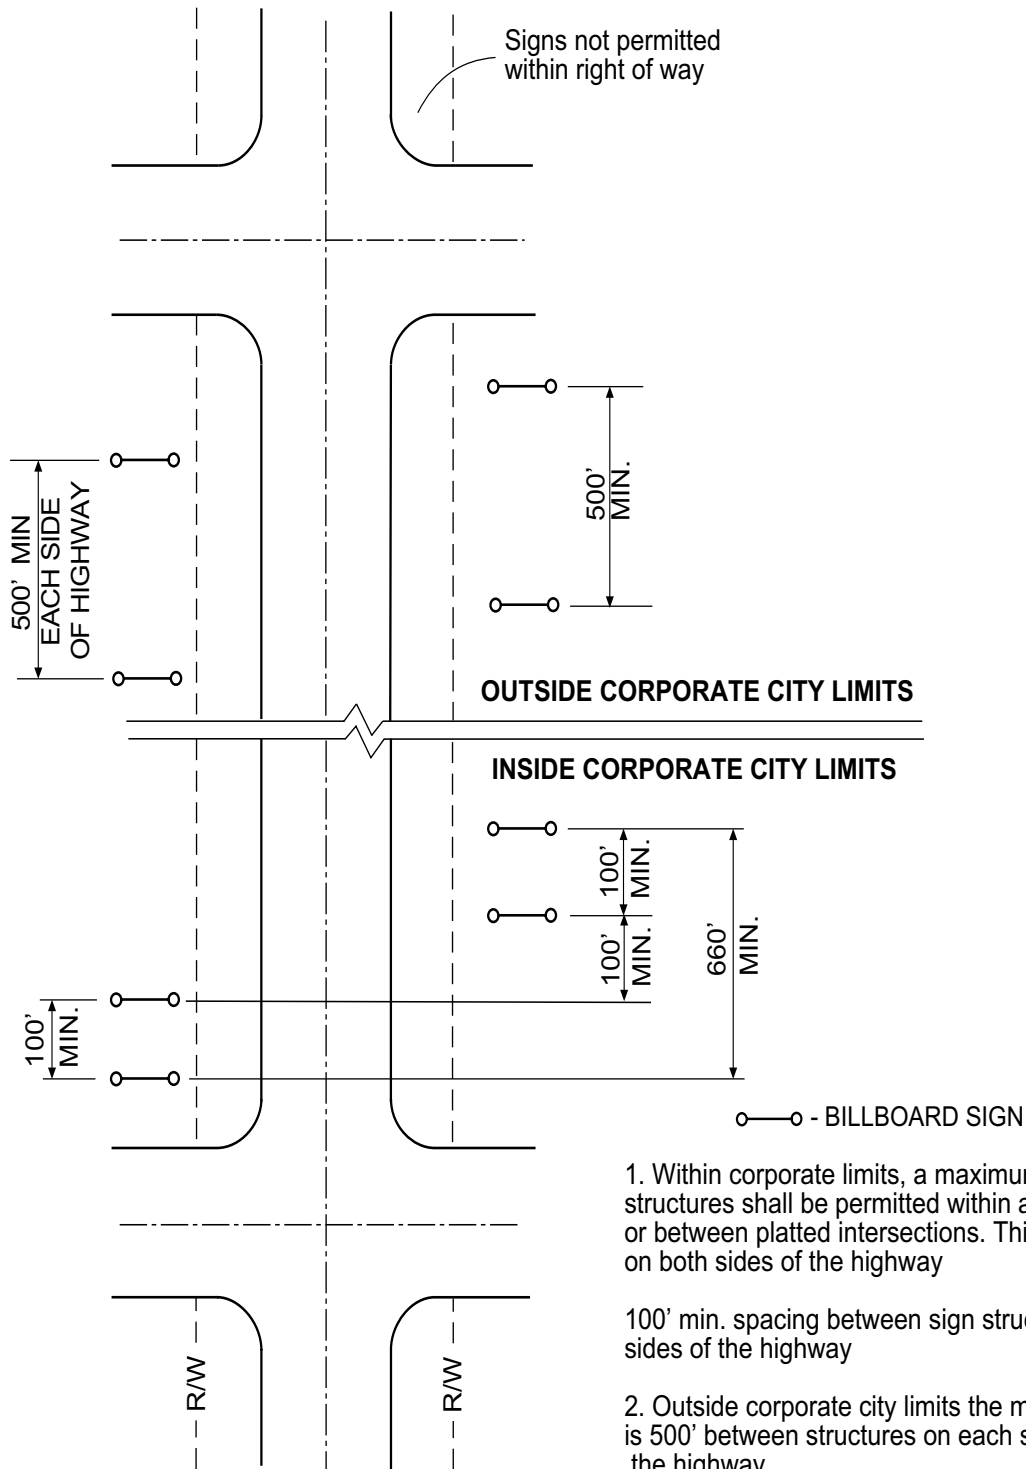 Signs not permitted
within right of way
500' MIN.
500' MIN
EACH SIDE
OF HIGHWAY
OUTSIDE CORPORATE CITY LIMITS
INSIDE CORPORATE CITY LIMITS
100' MIN.
100' MIN.
660' MIN.
100' MIN.
- BILLBOARD SIGN
1. Within corporate limits, a maximum
structures shall be permitted within a
or between platted intersections. Thi
on both sides of the highway
100' min. spacing between sign struc
sides of the highway
2. Outside corporate city limits the m
is 500' between structures on each s
the highway
R/W
R/W